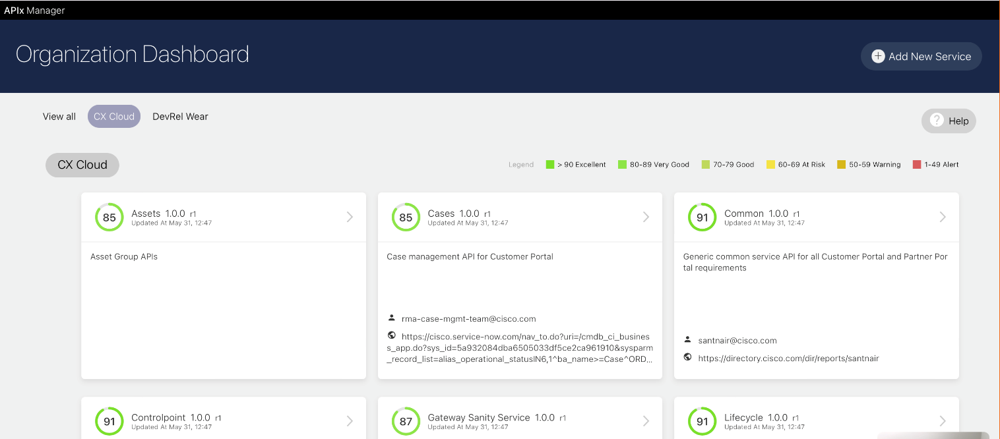 APIx Manager
Organization Dashboard
Add New Service
View all CX Cloud DevRel Wear
Help
CX Cloud
Legend > 90 Excellent 80-89 Very Good 70-79 Good 60-69 At Risk 50-59 Warning 1-49 Alert
85 Assets 1.0.0 r1
Updated At May 31, 12:47
Asset Group APIs
85 Cases 1.0.0 r1
Updated At May 31, 12:47
Case management API for Customer Portal
rma-case-mgmt-team@cisco.com
https://cisco.service-now.com/nav_to.do?uri=/cmdb_ci_busines
s_app.do?sys_id=5a932084dba6505033df5ce2ca961910&sysparm
_record_list=alias_operational_statusIN6,1^ba_name>=Case^ORD...
91 Common 1.0.0 r1
Updated At May 31, 12:47
Generic common service API for all Customer Portal and Partner Por
tal requirements
santnair@cisco.com
https://directory.cisco.com/dir/reports/santnair
91 Controlpoint 1.0.0 r1
Updated At May 31, 12:47
87 Gateway Sanity Service 1.0.0 r1
Updated At May 31, 12:47
91 Lifecycle 1.0.0 r1
Updated At May 31, 12:47